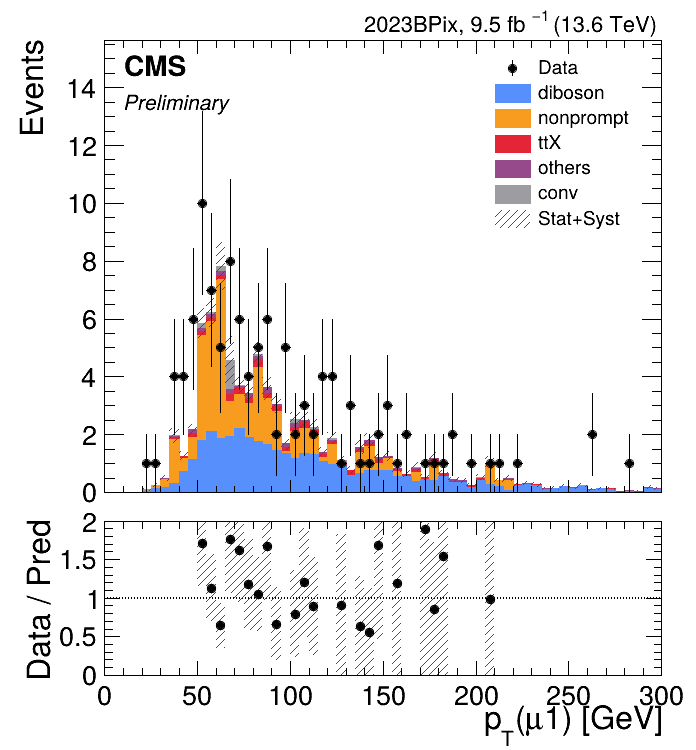 2023BPix, 9.5 fb⁻¹ (13.6 TeV)
CMS
Preliminary
Events
Data
diboson
nonprompt
ttX
others
conv
Stat+Syst
14
12
10
8
6
4
2
0
Data / Pred
2
1.5
1
0.5
0
0 50 100 150 200 250 300
p_T(μ1) [GeV]